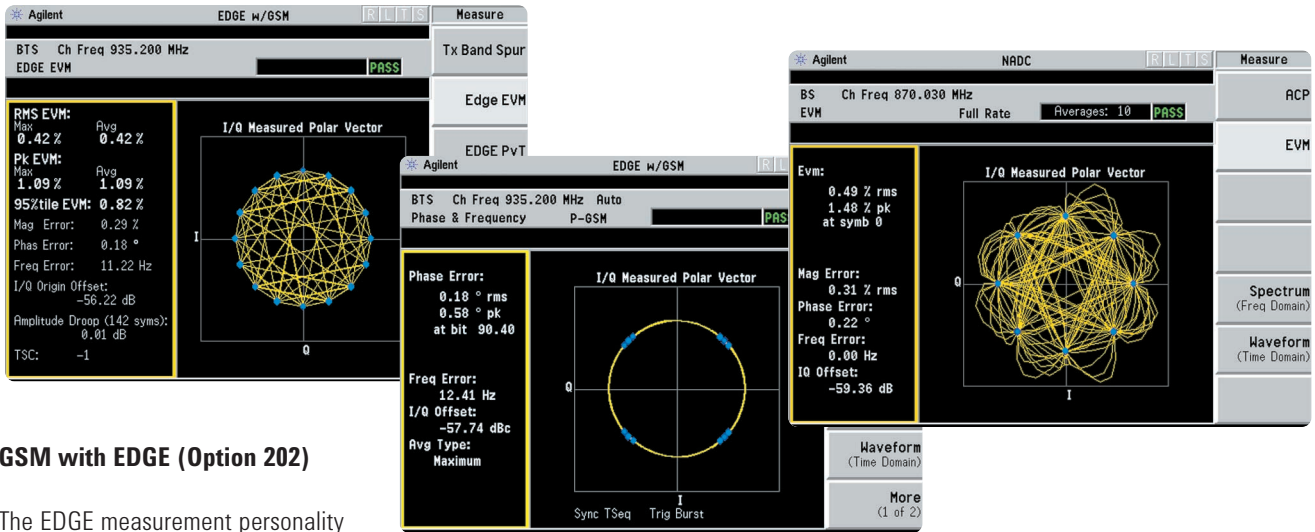 Agilent EDGE w/GSM R L T S Measure
BTS Ch Freq 935.200 MHz
EDGE EVM PASS
Tx Band Spur
Edge EVM
EDGE PvT
RMS EVM:
Max Avg
0.42 % 0.42 %
Pk EVM:
Max Avg
1.09 % 1.09 %
95%tile EVM: 0.82 %
Mag Error: 0.29 %
Phas Error: 0.18 °
Freq Error: 11.22 Hz
I/Q Origin Offset:
-56.22 dB
Amplitude Droop (142 syms):
0.01 dB
TSC: -1
I/Q Measured Polar Vector
I
Q
Agilent EDGE w/GSM R L
BTS Ch Freq 935.200 MHz Auto
Phase & Frequency P-GSM PAS
Phase Error:
0.18 ° rms
0.58 ° pk
at bit 90.40
Freq Error:
12.41 Hz
I/Q Offset:
-57.74 dBc
Avg Type:
Maximum
I/Q Measured Polar Vector
Q
I
Sync TSeq Trig Burst
Waveform
(Time Domain)
More
(1 of 2)
Agilent NADC R L T S Measure
BS Ch Freq 870.030 MHz
EVM Full Rate Averages: 10 PASS
ACP
EVM
Spectrum
(Freq Domain)
Waveform
(Time Domain)
Evm:
0.49 % rms
1.48 % pk
at symb 0
Mag Error:
0.31 % rms
Phase Error:
0.22 °
Freq Error:
0.00 Hz
IQ Offset:
-59.36 dB
I/Q Measured Polar Vector
Q
I
GSM with EDGE (Option 202)
The EDGE measurement personality